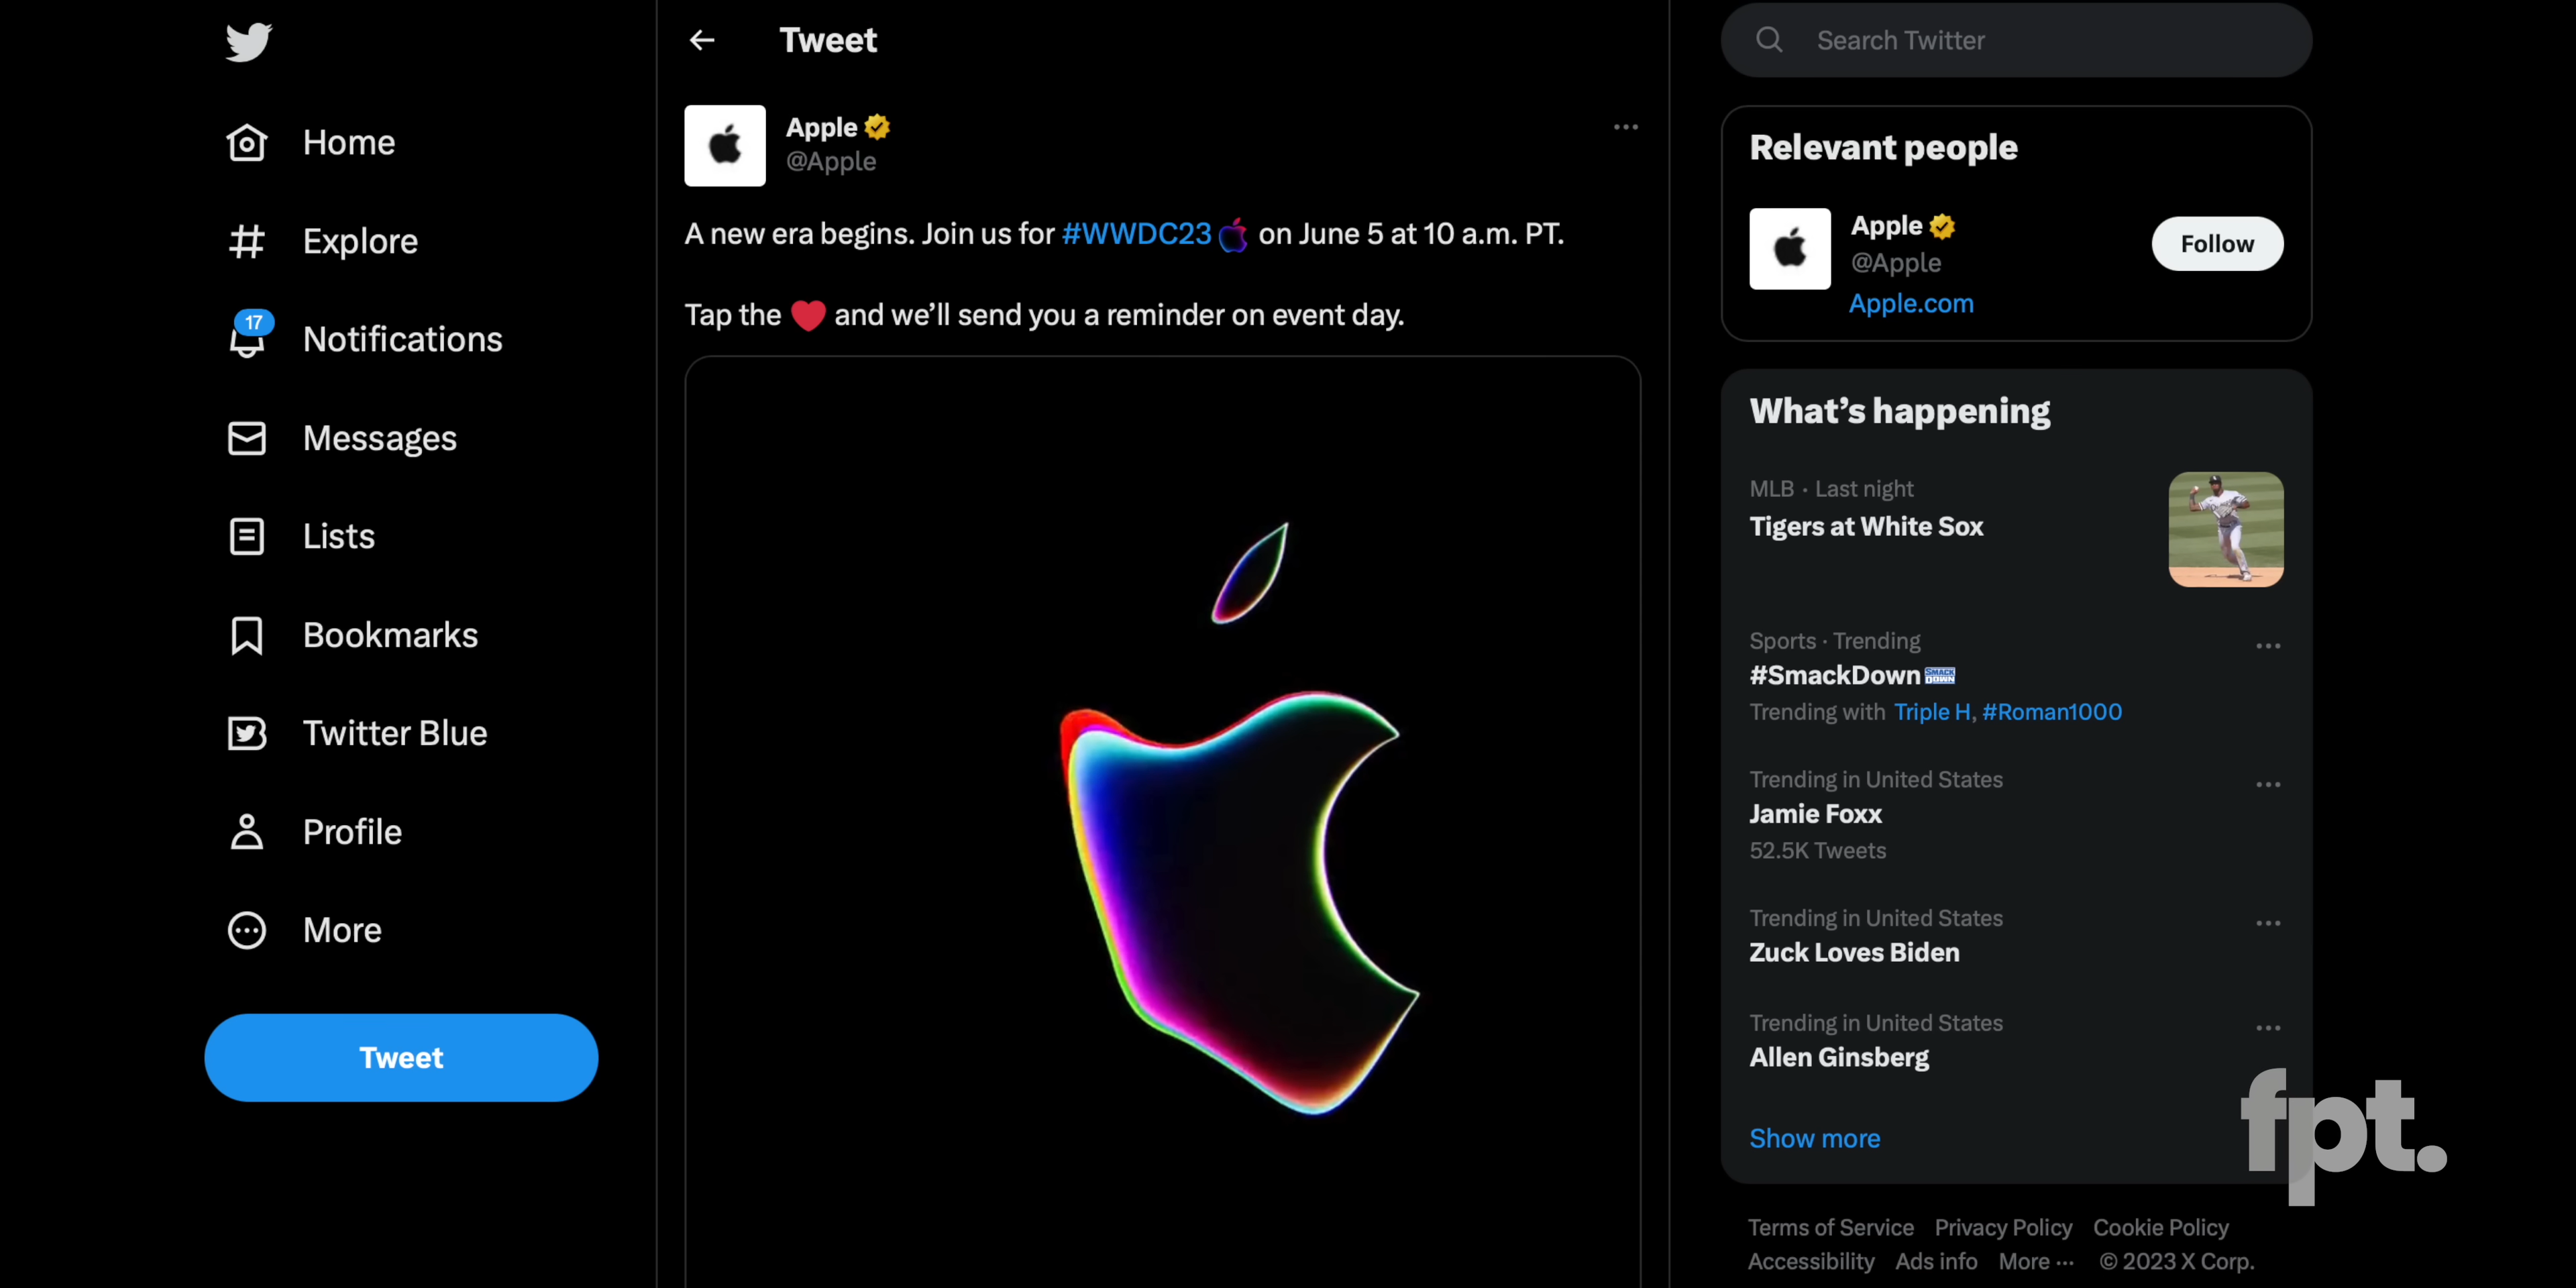 Home
Explore
17
Notifications
Messages
Lists
Bookmarks
Twitter Blue
Profile
More
Tweet
Tweet
Apple
@Apple
A new era begins. Join us for #WWDC23 on June 5 at 10 a.m. PT.
Tap the ❤️ and we’ll send you a reminder on event day.
Search Twitter
Relevant people
Apple
@Apple
Follow
Apple.com
What’s happening
MLB · Last night
Tigers at White Sox
Sports · Trending
#SmackDown SMACK DOWN
Trending with Triple H, #Roman1000
Trending in United States
Jamie Foxx
52.5K Tweets
Trending in United States
Zuck Loves Biden
Trending in United States
Allen Ginsberg
Show more
fpt.
Terms of Service Privacy Policy Cookie Policy
Accessibility Ads info More ··· © 2023 X Corp.